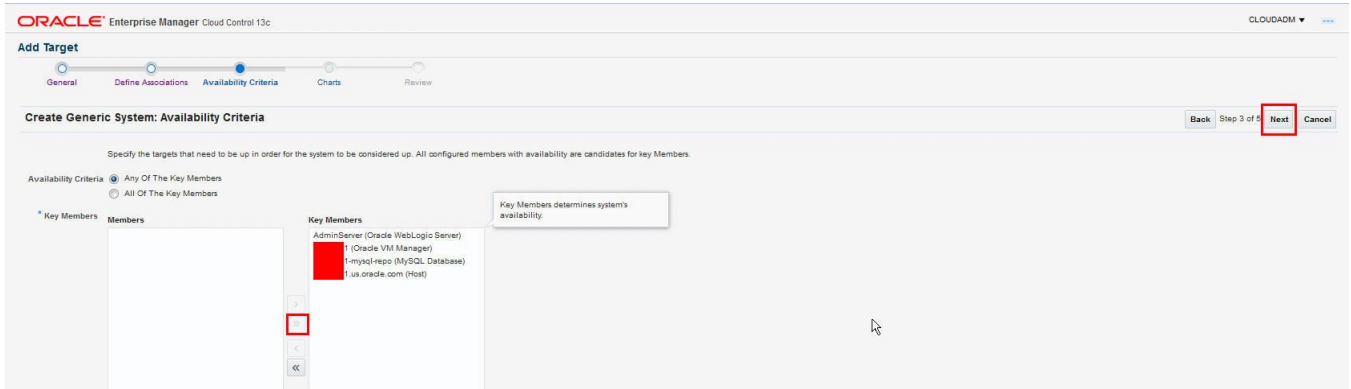 ORACLE Enterprise Manager Cloud Control 13c
CLOUDADM
Add Target
General Define Associations Availability Criteria Charts Review
Create Generic System: Availability Criteria
Back Step 3 of 5 Next Cancel
Specify the targets that need to be up in order for the system to be considered up. All configured members with availability are candidates for key Members.
Availability Criteria Any Of The Key Members
All Of The Key Members
Key Members determines system's
availability.
* Key Members Members Key Members
AdminServer (Oracle WebLogic Server)
1 (Oracle VM Manager)
1-mysql-repo (MySQL Database)
1.us.oracle.com (Host)